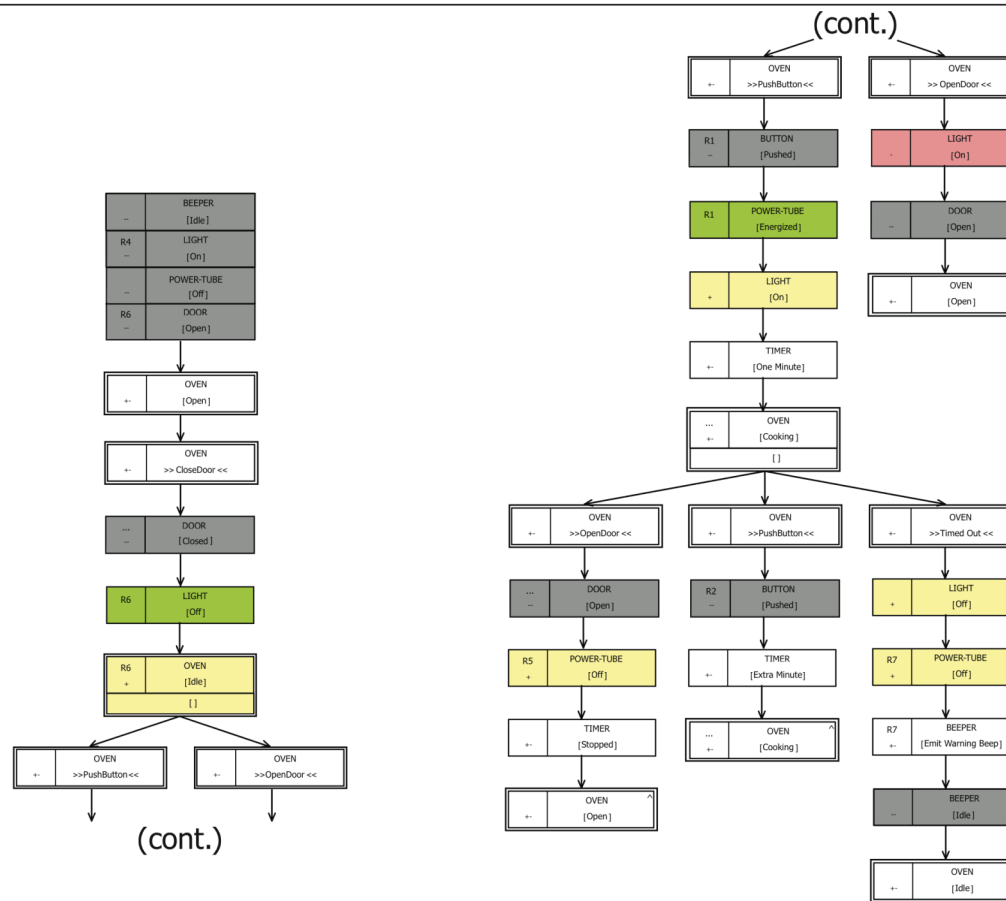 BEEPER
-- [Idle]
R4 LIGHT
-- [On]
POWER-TUBE
-- [Off]
R6 DOOR
-- [Open]
OVEN
+- [Open]
OVEN
+- >> CloseDoor <<
... DOOR
-- [Closed]
R6 LIGHT
[Off]
R6 OVEN
+ [Idle]
[ ]
OVEN
+- >>PushButton<<
OVEN
+- >>OpenDoor <<
(cont.)
(cont.)
OVEN
+- >>PushButton<<
R1 BUTTON
-- [Pushed]
R1 POWER-TUBE
[Energized]
LIGHT
+ [On]
TIMER
+- [One Minute]
... OVEN
+- [Cooking]
[ ]
OVEN
+- >> OpenDoor <<
LIGHT
- [On]
DOOR
-- [Open]
OVEN
+- [Open]
OVEN
+- >>OpenDoor <<
... DOOR
-- [Open]
R5 POWER-TUBE
+ [Off]
TIMER
+- [Stopped]
OVEN ^
+- [Open]
OVEN
+- >>PushButton<<
R2 BUTTON
-- [Pushed]
TIMER
+- [Extra Minute]
... OVEN ^
+- [Cooking]
OVEN
+- >>Timed Out <<
LIGHT
+ [Off]
R7 POWER-TUBE
+ [Off]
R7 BEEPER
+- [Emit Warning Beep]
BEEPER
-- [Idle]
OVEN
+- [Idle]